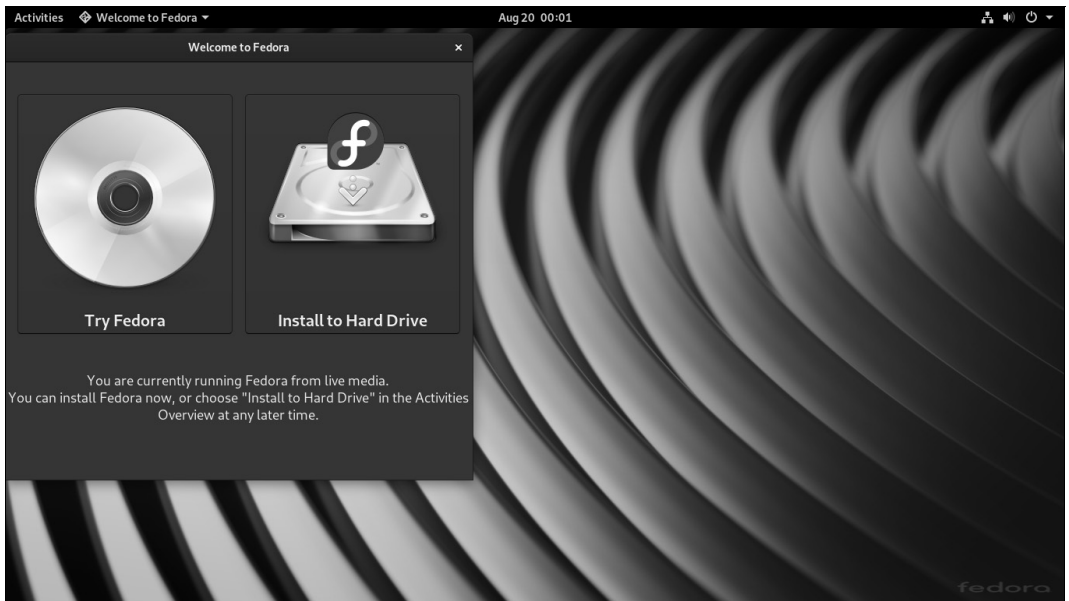 Activities Welcome to Fedora Aug 20 00:01
Welcome to Fedora ×
Try Fedora Install to Hard Drive
You are currently running Fedora from live media.
You can install Fedora now, or choose "Install to Hard Drive" in the Activities
Overview at any later time.
fedora